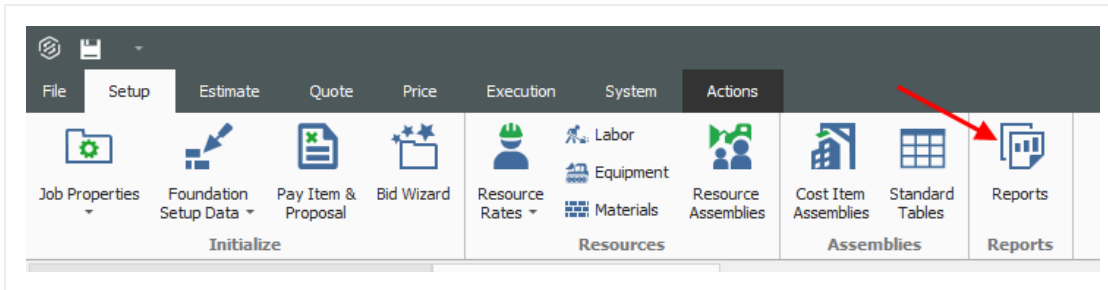 File Setup Estimate Quote Price Execution System Actions
Job Properties
Foundation
Setup Data
Pay Item &
Proposal
Bid Wizard
Resource
Rates
Labor
Equipment
Materials
Resource
Assemblies
Cost Item
Assemblies
Standard
Tables
Reports
Initialize
Resources
Assemblies
Reports